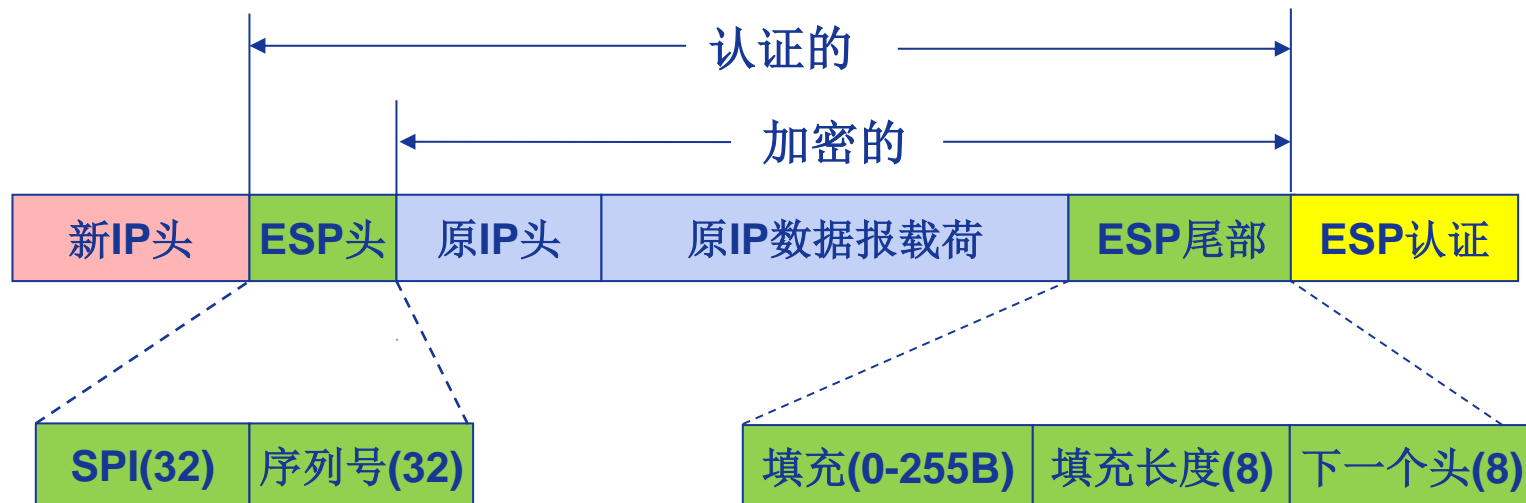 认证的
加密的
新IP头 ESP头 原IP头 原IP数据报载荷 ESP尾部 ESP认证
SPI(32) 序列号(32) 填充(0-255B) 填充长度(8) 下一个头(8)